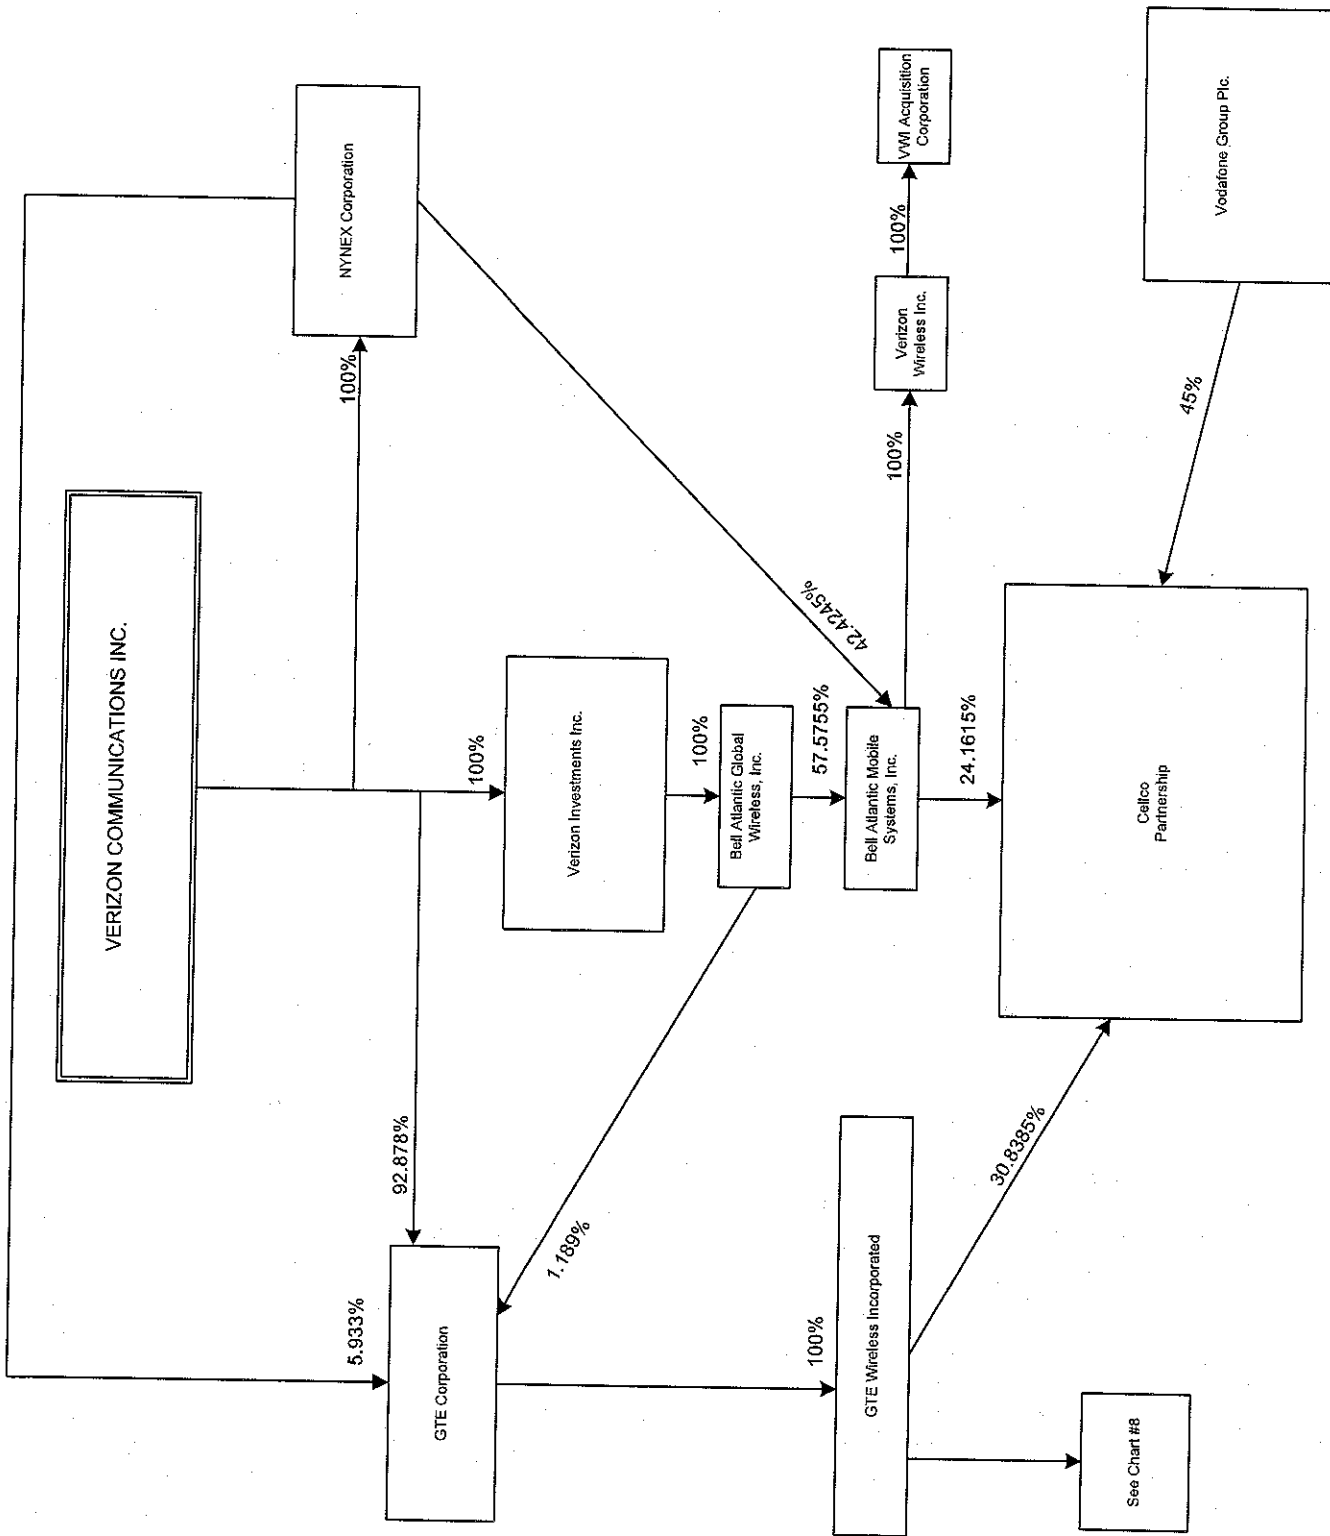 VERIZON COMMUNICATIONS INC.
5.933%
92.878%
100%
100%
NYNEX Corporation
GTE Corporation
Verizon Investments Inc.
1.189%
100%
Bell Atlantic Global
Wireless, Inc.
57.5755%
42.4245%
100%
GTE Wireless Incorporated
Bell Atlantic Mobile
Systems, Inc.
100%
Verizon
Wireless Inc.
100%
VWI Acquisition
Corporation
24.1615%
30.8385%
45%
See Chart #8
Cellco
Partnership
Vodafone Group Plc.